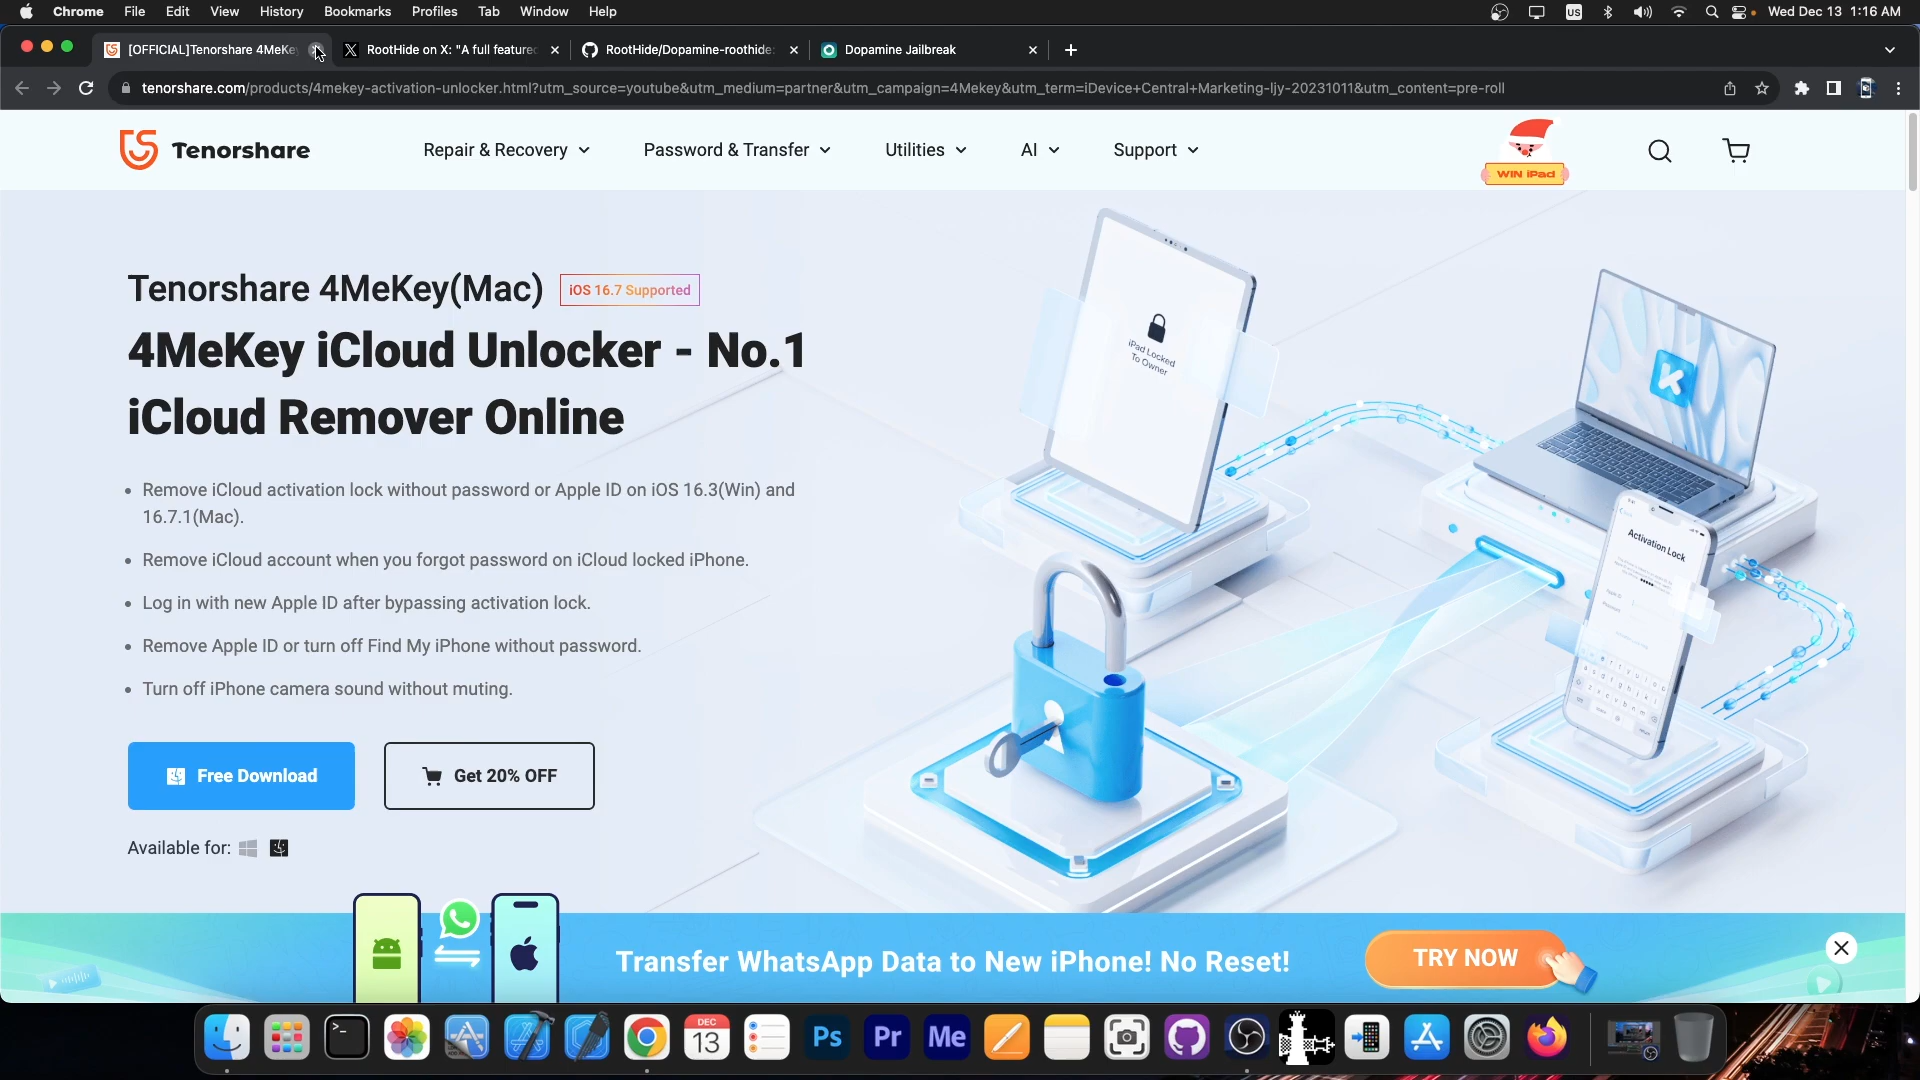 Chrome File Edit View History Bookmarks Profiles Tab Window Help
US Wed Dec 13 1:16 AM
[OFFICIAL]Tenorshare 4MeKey
RootHide on X: "A full feature
RootHide/Dopamine-roothide:
Dopamine Jailbreak
tenorshare.com/products/4mekey-activation-unlocker.html?utm_source=youtube&utm_medium=partner&utm_campaign=4Mekey&utm_term=iDevice+Central+Marketing-ljy-20231011&utm_content=pre-roll
Tenorshare
Repair & Recovery
Password & Transfer
Utilities
AI
Support
WIN iPad
Tenorshare 4MeKey(Mac)
iOS 16.7 Supported
4MeKey iCloud Unlocker - No.1
iCloud Remover Online
• Remove iCloud activation lock without password or Apple ID on iOS 16.3(Win) and
16.7.1(Mac).
• Remove iCloud account when you forgot password on iCloud locked iPhone.
• Log in with new Apple ID after bypassing activation lock.
• Remove Apple ID or turn off Find My iPhone without password.
• Turn off iPhone camera sound without muting.
Free Download
Get 20% OFF
Available for:
iPad Locked
To Owner
Activation Lock
Transfer WhatsApp Data to New iPhone! No Reset!
TRY NOW
DEC
13
Ps
Pr
Me